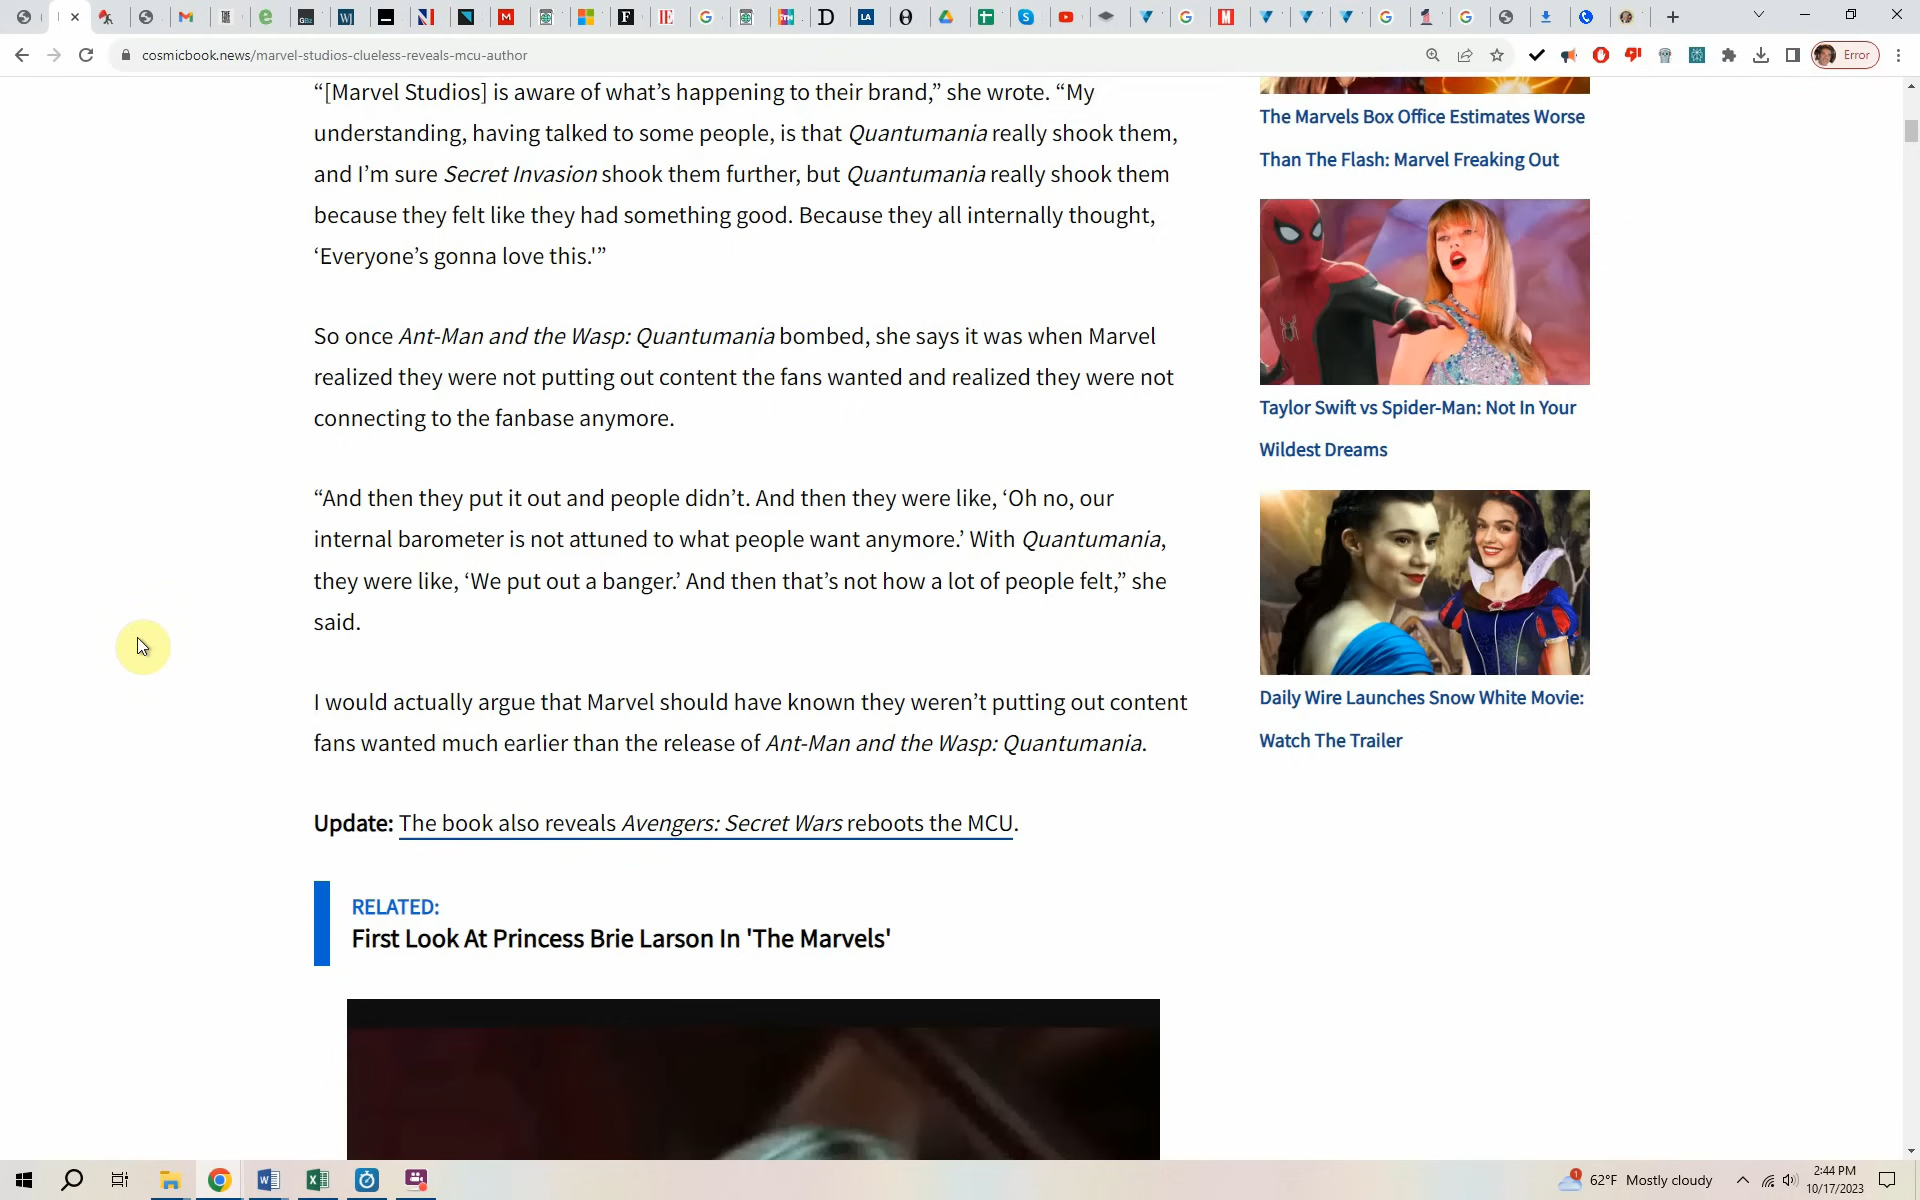 cosmicbook.news/marvel-studios-clueless-reveals-mcu-author
Error
“[Marvel Studios] is aware of what’s happening to their brand,” she wrote. “My
understanding, having talked to some people, is that Quantumania really shook them,
and I’m sure Secret Invasion shook them further, but Quantumania really shook them
because they felt like they had something good. Because they all internally thought,
‘Everyone’s gonna love this.'”
So once Ant-Man and the Wasp: Quantumania bombed, she says it was when Marvel
realized they were not putting out content the fans wanted and realized they were not
connecting to the fanbase anymore.
“And then they put it out and people didn’t. And then they were like, ‘Oh no, our
internal barometer is not attuned to what people want anymore.’ With Quantumania,
they were like, ‘We put out a banger.’ And then that’s not how a lot of people felt,” she
said.
I would actually argue that Marvel should have known they weren’t putting out content
fans wanted much earlier than the release of Ant-Man and the Wasp: Quantumania.
Update: The book also reveals Avengers: Secret Wars reboots the MCU.
RELATED:
First Look At Princess Brie Larson In 'The Marvels'
The Marvels Box Office Estimates Worse
Than The Flash: Marvel Freaking Out
Taylor Swift vs Spider-Man: Not In Your
Wildest Dreams
Daily Wire Launches Snow White Movie:
Watch The Trailer
62°F Mostly cloudy
2:44 PM
10/17/2023